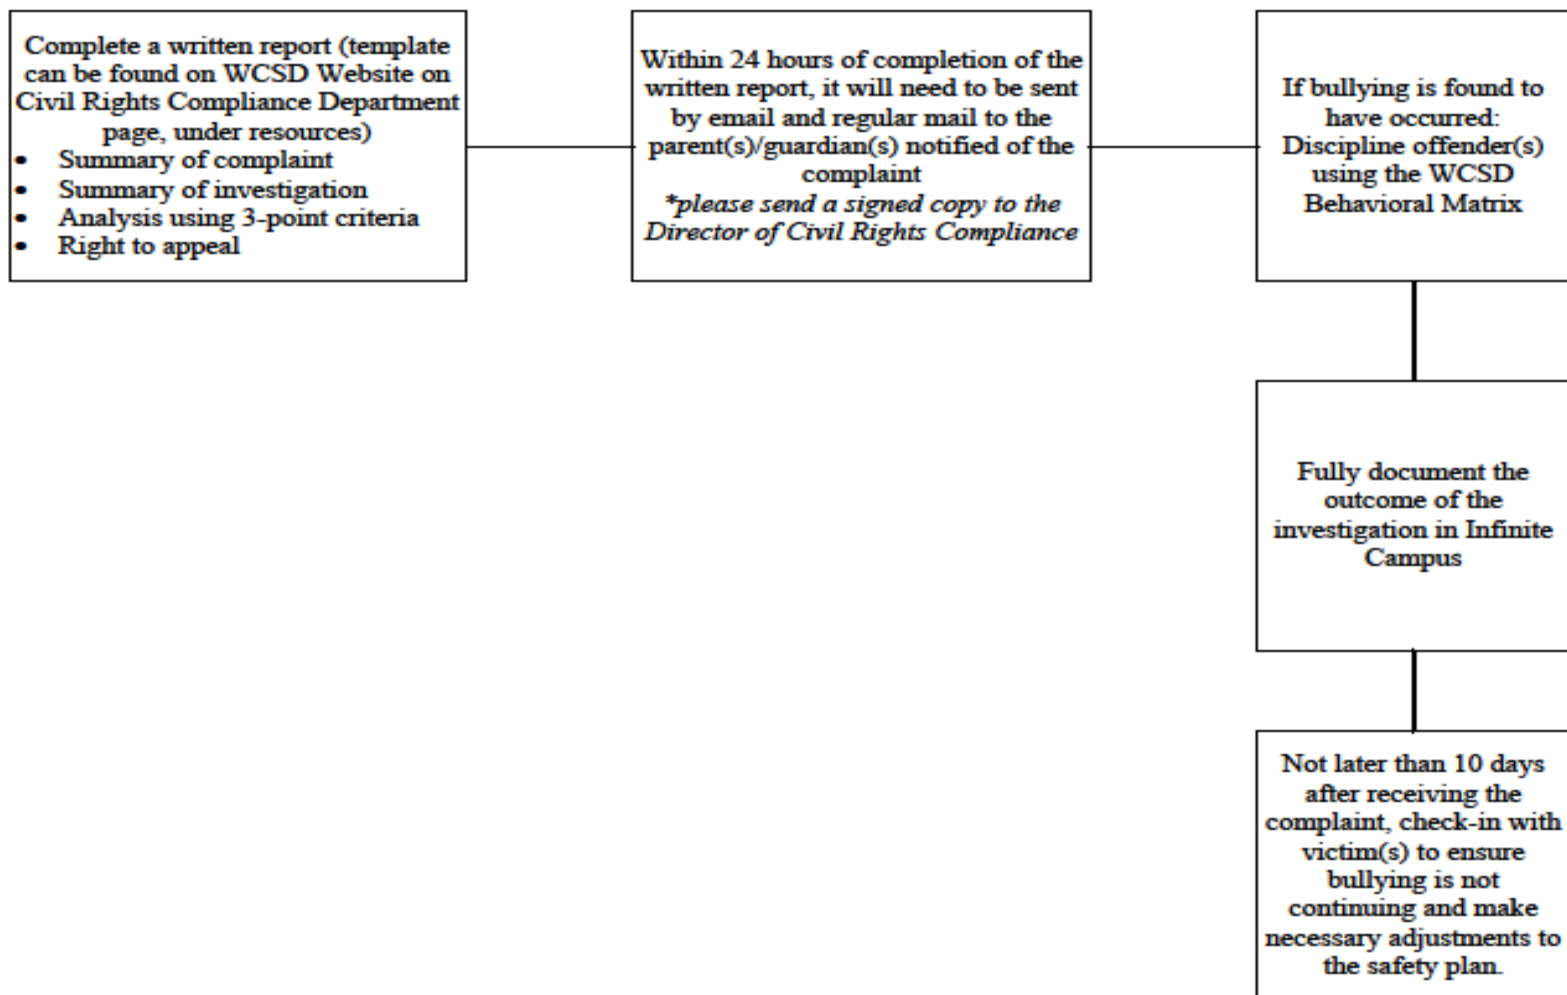 Complete a written report (template
can be found on WCSD Website on
Civil Rights Compliance Department
page, under resources)
• Summary of complaint
• Summary of investigation
• Analysis using 3-point criteria
• Right to appeal
Within 24 hours of completion of the
written report, it will need to be sent
by email and regular mail to the
parent(s)/guardian(s) notified of the
complaint
*please send a signed copy to the
Director of Civil Rights Compliance
If bullying is found to
have occurred:
Discipline offender(s)
using the WCSD
Behavioral Matrix
Fully document the
outcome of the
investigation in Infinite
Campus
Not later than 10 days
after receiving the
complaint, check-in with
victim(s) to ensure
bullying is not
continuing and make
necessary adjustments to
the safety plan.